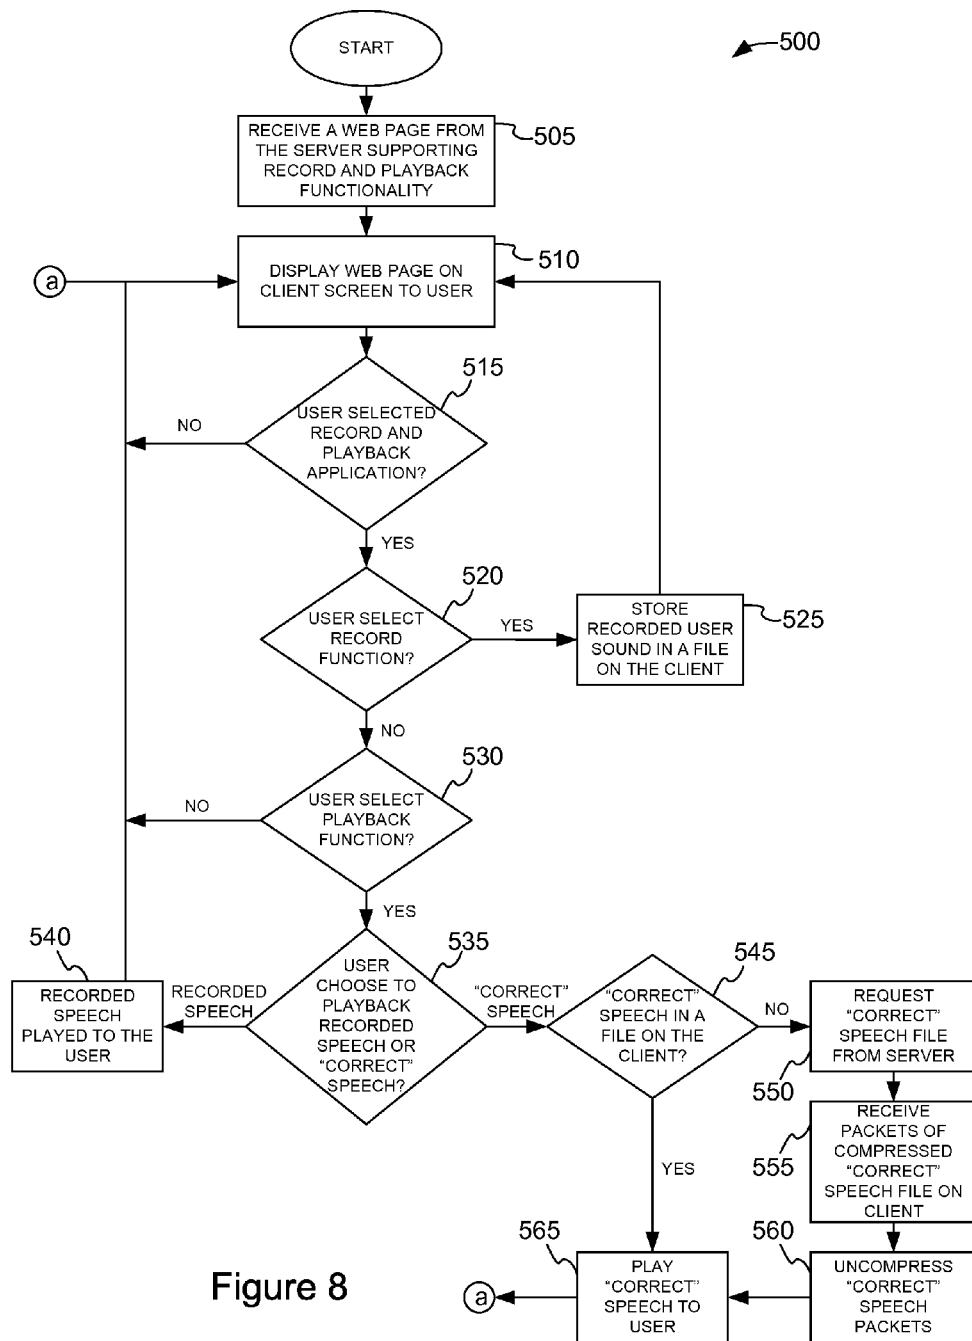 START
500
RECEIVE A WEB PAGE FROM
THE SERVER SUPPORTING
RECORD AND PLAYBACK
FUNCTIONALITY
505
a
DISPLAY WEB PAGE ON
CLIENT SCREEN TO USER
510
515
USER SELECTED
RECORD AND
PLAYBACK
APPLICATION?
NO
YES
520
USER SELECT
RECORD
FUNCTION?
YES
STORE
RECORDED USER
SOUND IN A FILE
ON THE CLIENT
525
NO
530
USER SELECT
PLAYBACK
FUNCTION?
NO
YES
540
RECORDED
SPEECH
PLAYED TO THE
USER
RECORDED
SPEECH
535
USER
CHOOSE TO
PLAYBACK
RECORDED
SPEECH OR
“CORRECT”
SPEECH?
“CORRECT”
SPEECH
545
“CORRECT”
SPEECH IN A
FILE ON THE
CLIENT?
NO
REQUEST
“CORRECT”
SPEECH FILE
FROM SERVER
550
RECEIVE
PACKETS OF
COMPRESSED
“CORRECT”
SPEECH FILE ON
CLIENT
555
YES
560
UNCOMPRESS
“CORRECT”
SPEECH
PACKETS
565
PLAY
“CORRECT”
SPEECH TO
USER
a
Figure 8